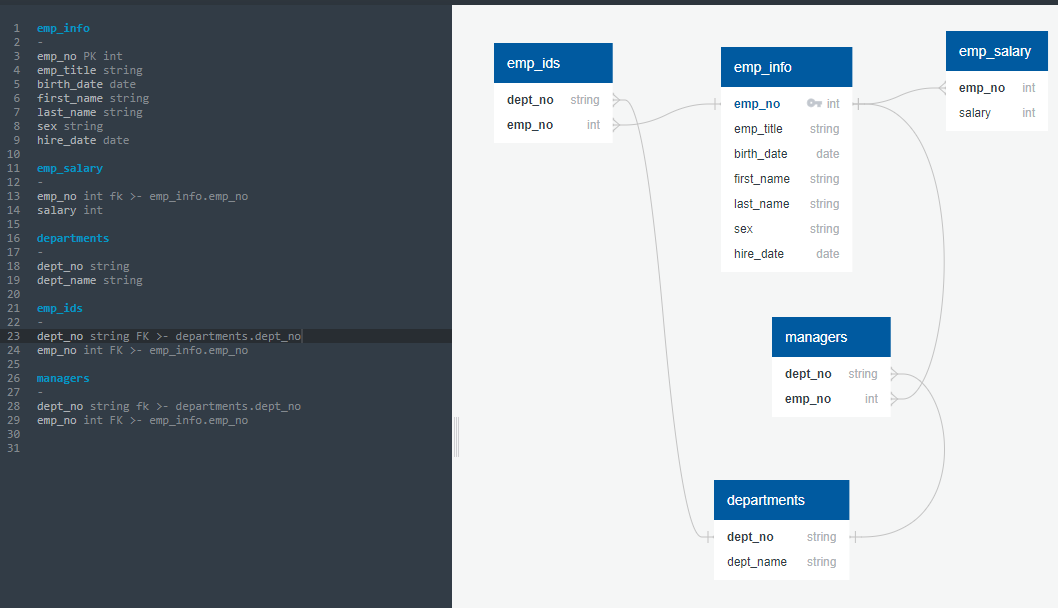 1 emp_info
2 -
3 emp_no PK int
4 emp_title string
5 birth_date date
6 first_name string
7 last_name string
8 sex string
9 hire_date date
10
11 emp_salary
12 -
13 emp_no int fk >- emp_info.emp_no
14 salary int
15
16 departments
17 -
18 dept_no string
19 dept_name string
20
21 emp_ids
22 -
23 dept_no string FK >- departments.dept_no
24 emp_no int FK >- emp_info.emp_no
25
26 managers
27 -
28 dept_no string fk >- departments.dept_no
29 emp_no int FK >- emp_info.emp_no
30
31
emp_ids
dept_no string
emp_no int
emp_info
emp_no int
emp_title string
birth_date date
first_name string
last_name string
sex string
hire_date date
emp_salary
emp_no int
salary int
managers
dept_no string
emp_no int
departments
dept_no string
dept_name string